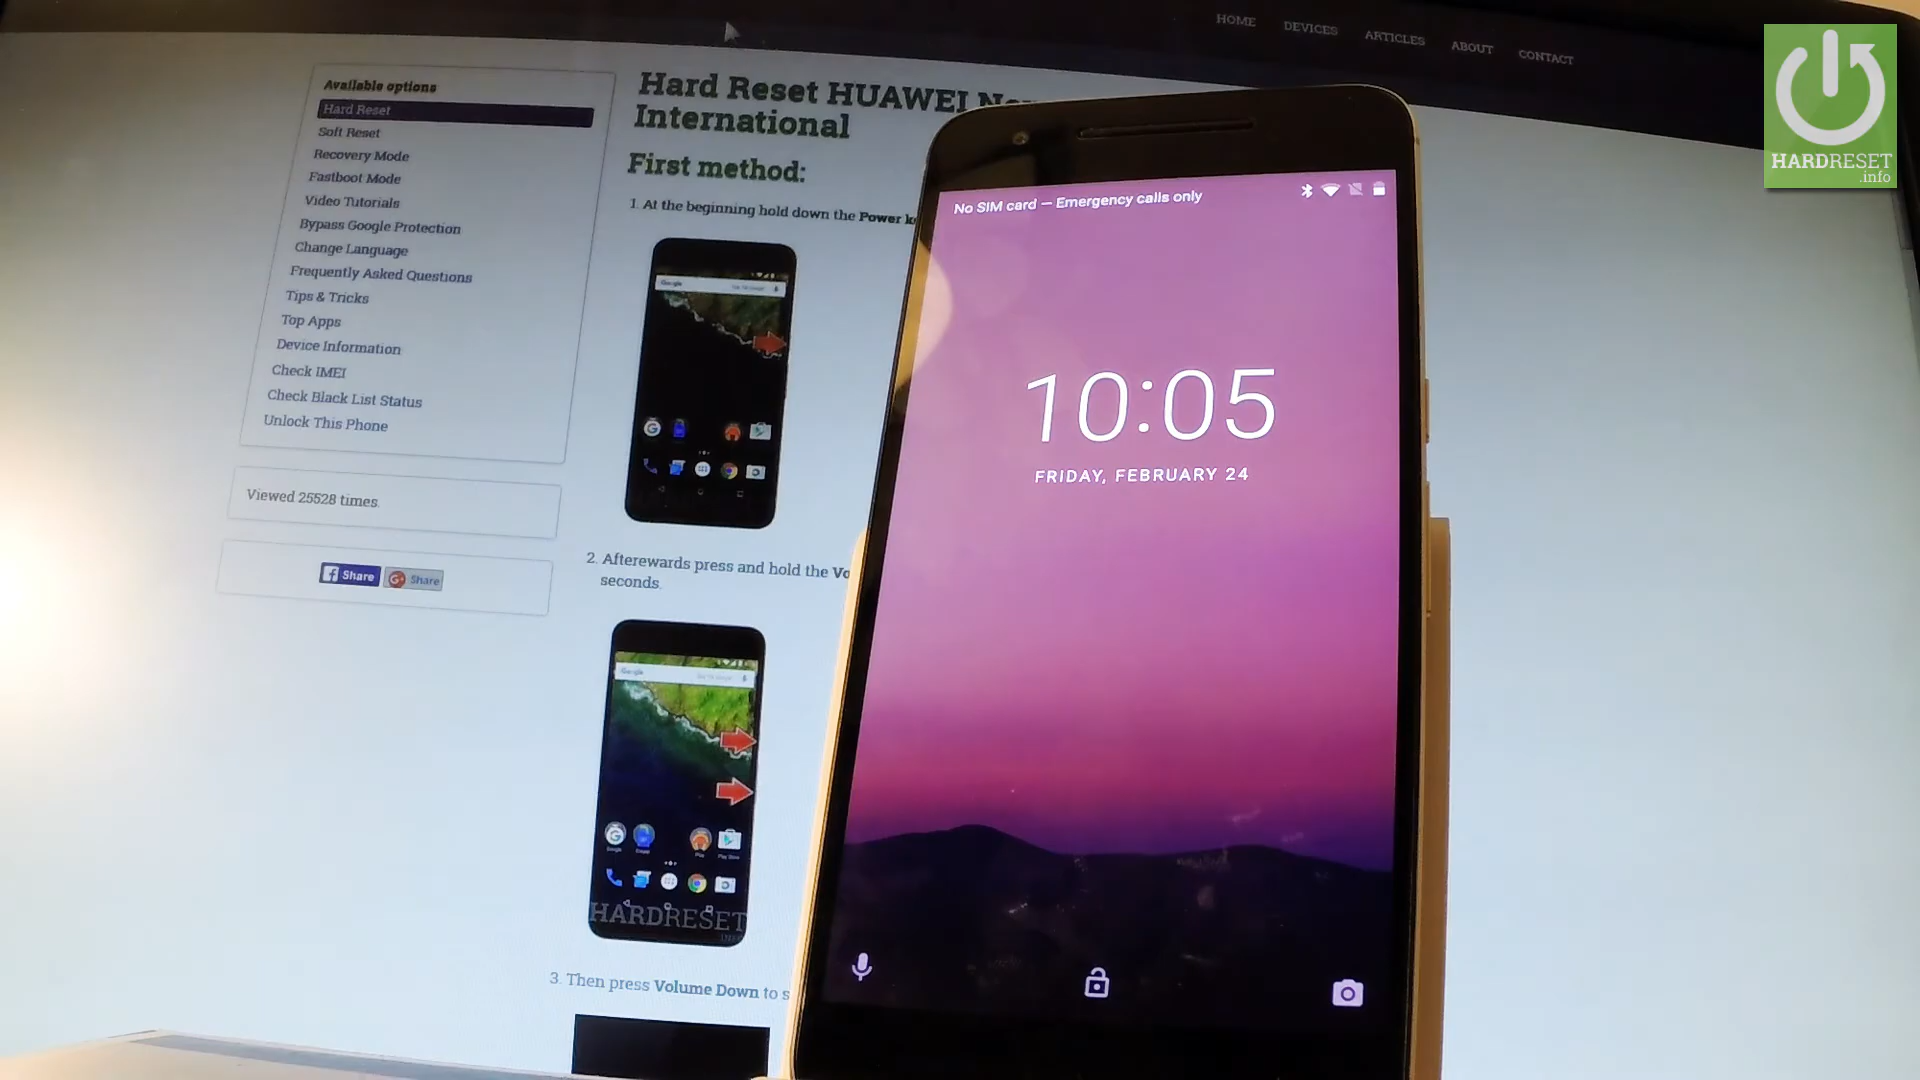 HOME DEVICES ARTICLES ABOUT CONTACT
HARDRESET
.info
Available options
Hard Reset
Soft Reset
Recovery Mode
Fastboot Mode
Video Tutorials
Bypass Google Protection
Change Language
Frequently Asked Questions
Tips & Tricks
Top Apps
Device Information
Check IMEI
Check Black List Status
Unlock This Phone
Viewed 25528 times.
Share Share
Hard Reset HUAWEI
International
First method:
1. At the beginning hold down the Power
Google
2. Afterewards press and hold the
seconds.
Google
HARDRESET
3. Then press Volume Down to
No SIM card — Emergency calls only
10:05
FRIDAY, FEBRUARY 24